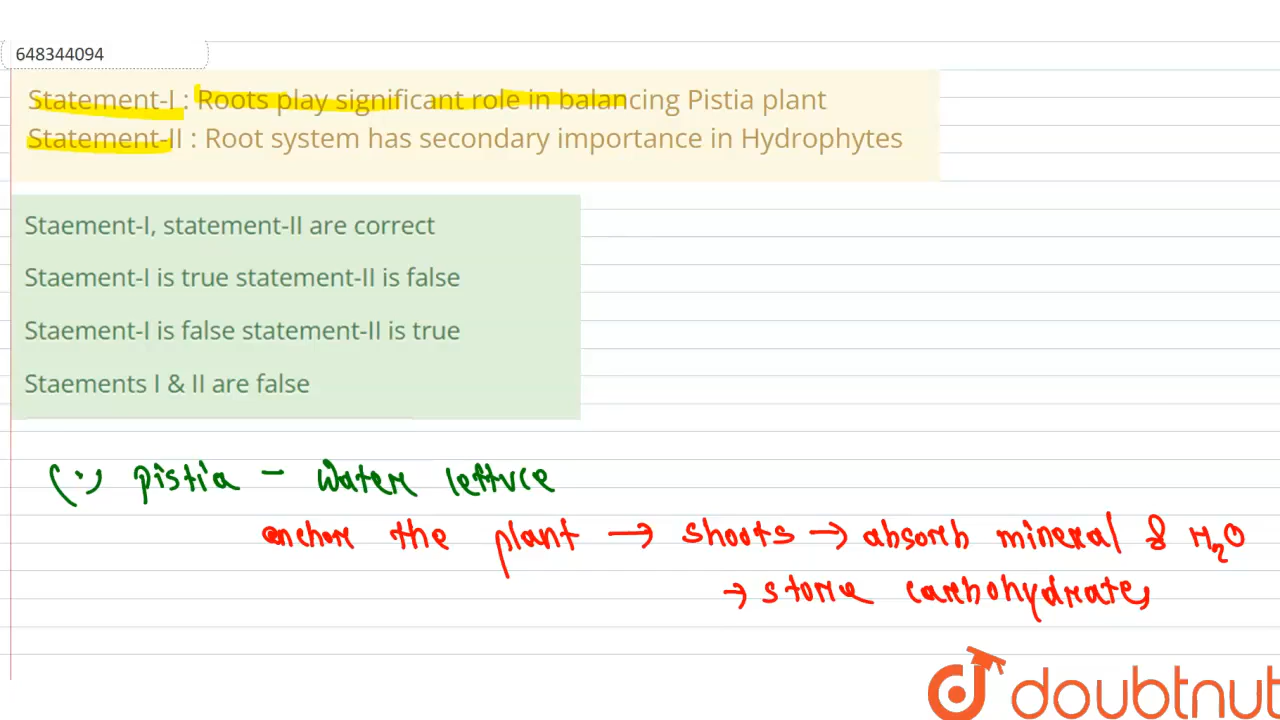 648344094
Statement-I : Roots play significant role in balancing Pistia plant
Statement-II : Root system has secondary importance in Hydrophytes
Staement-I, statement-II are correct
Staement-I is true statement-II is false
Staement-I is false statement-II is true
Staements I & II are false
(∵) pistia - water lettuce
anchor the plant → shoots → absorb mineral & H₂O
→ store carbohydrates
doubtnut